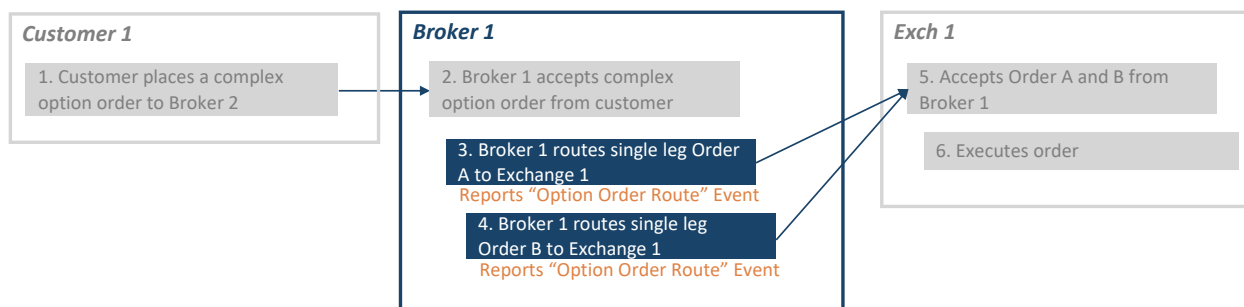 Customer 1
1. Customer places a complex
option order to Broker 2
Broker 1
2. Broker 1 accepts complex
option order from customer
3. Broker 1 routes single leg Order
A to Exchange 1
Reports “Option Order Route” Event
4. Broker 1 routes single leg
Order B to Exchange 1
Reports “Option Order Route” Event
Exch 1
5. Accepts Order A and B from
Broker 1
6. Executes order